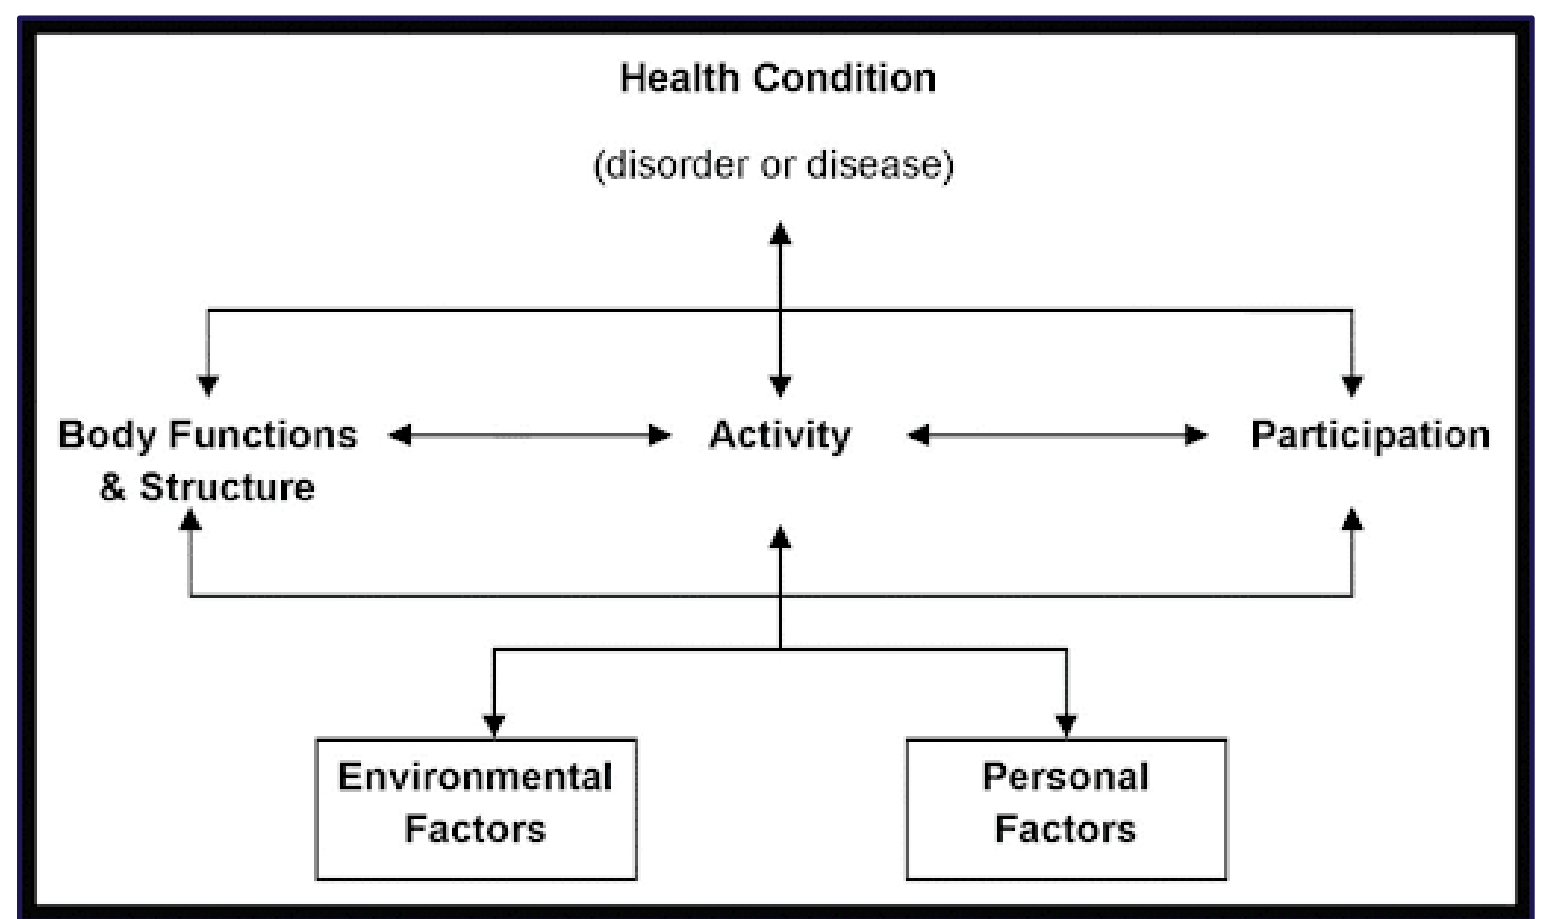 Health Condition
(disorder or disease)
Body Functions
& Structure
Activity
Participation
Environmental
Factors
Personal
Factors